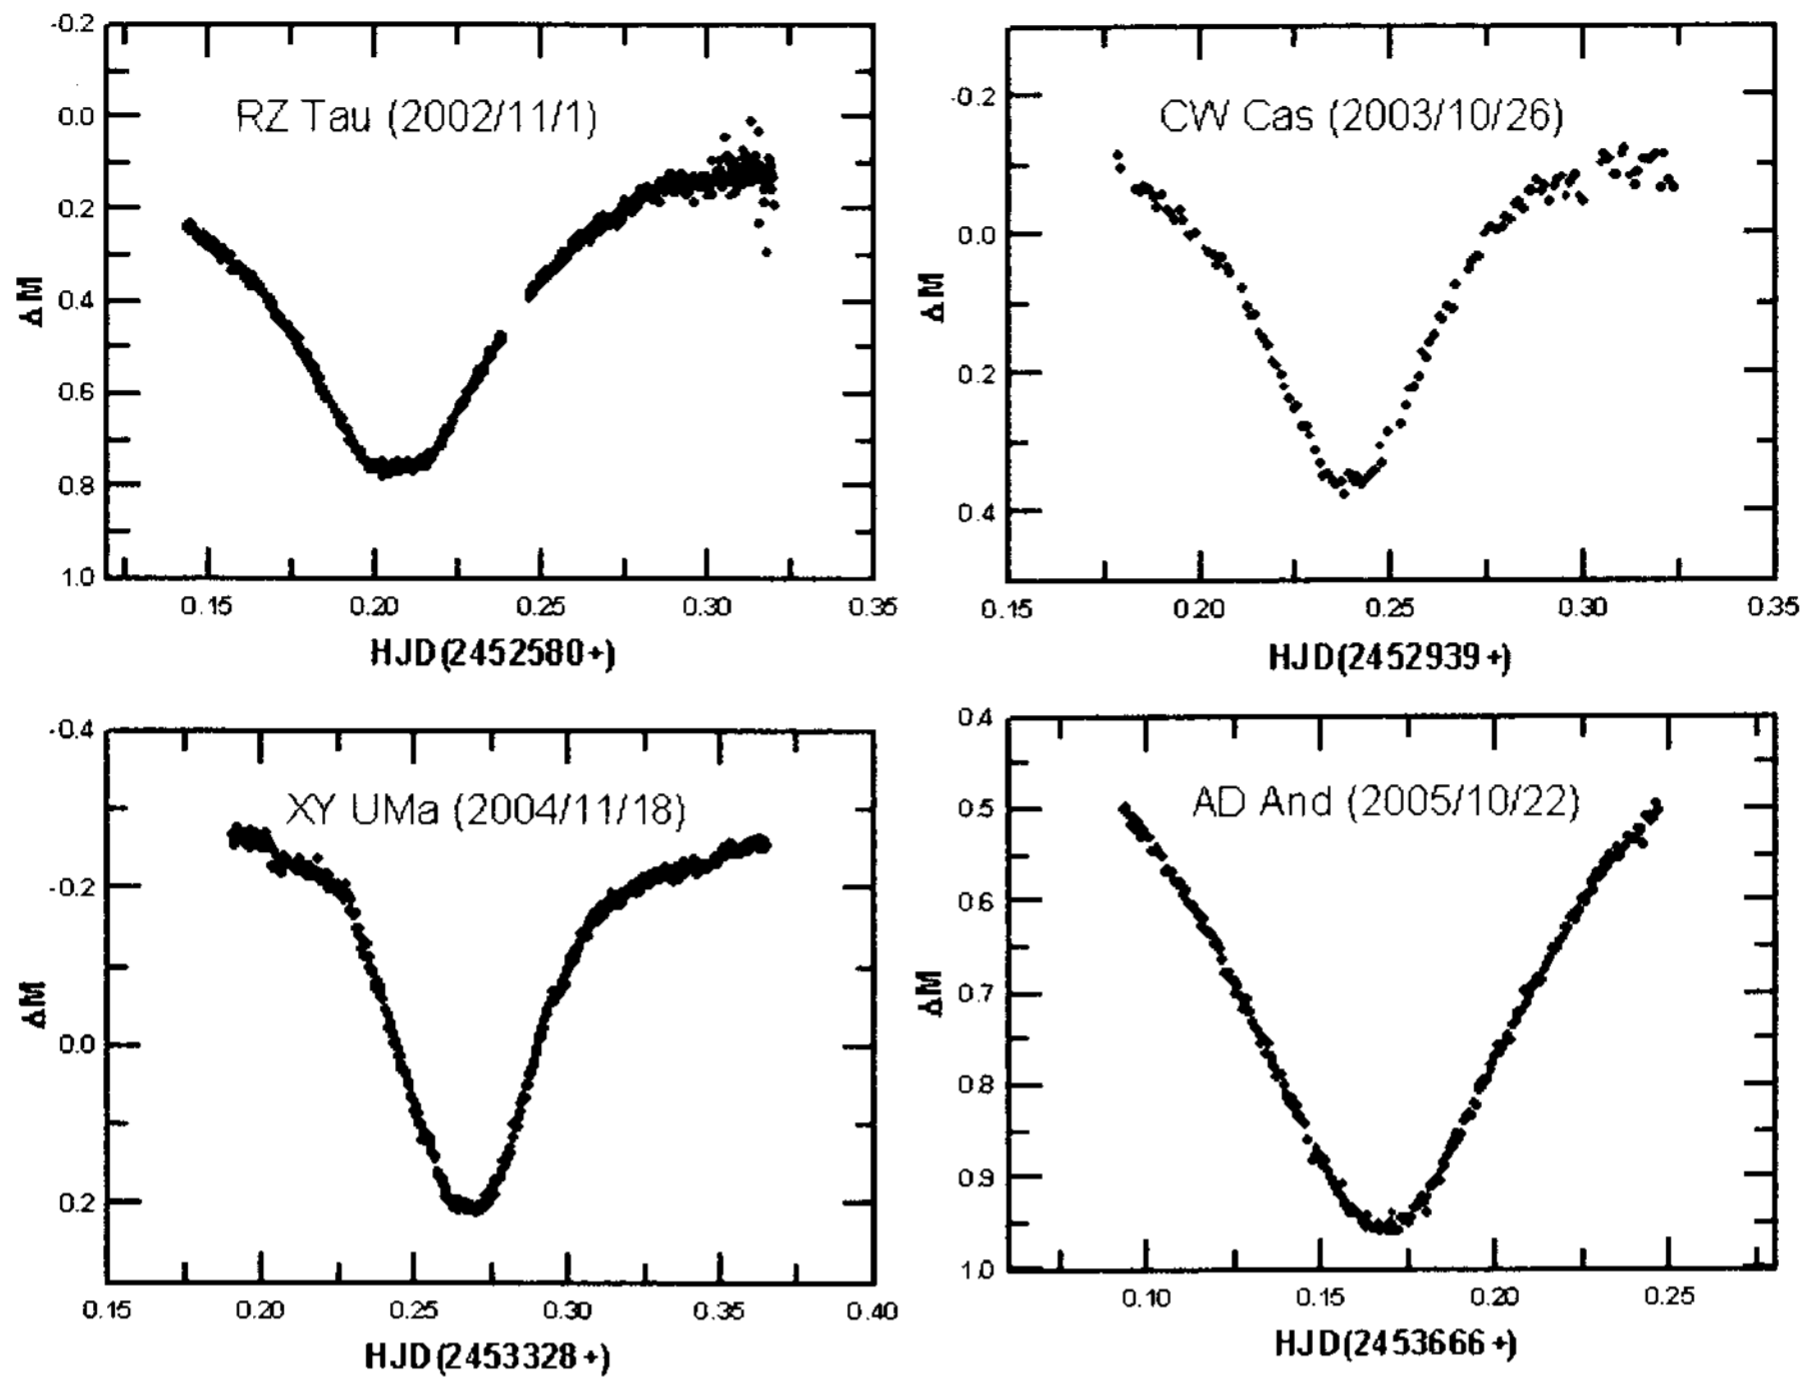 -0.2
RZ Tau (2002/11/1)
0.0
0.2
0.4
0.6
0.8
1.0
ΔM
0.15 0.20 0.25 0.30 0.35
HJD(2452580+)
CW Cas (2003/10/26)
-0.2
0.0
0.2
0.4
ΔM
0.15 0.20 0.25 0.30 0.35
HJD(2452939+)
-0.4
XY UMa (2004/11/18)
-0.2
0.0
0.2
ΔM
0.15 0.20 0.25 0.30 0.35 0.40
HJD(2453328+)
0.4
AD And (2005/10/22)
0.5
0.6
0.7
0.8
0.9
1.0
ΔM
0.10 0.15 0.20 0.25
HJD(2453666+)